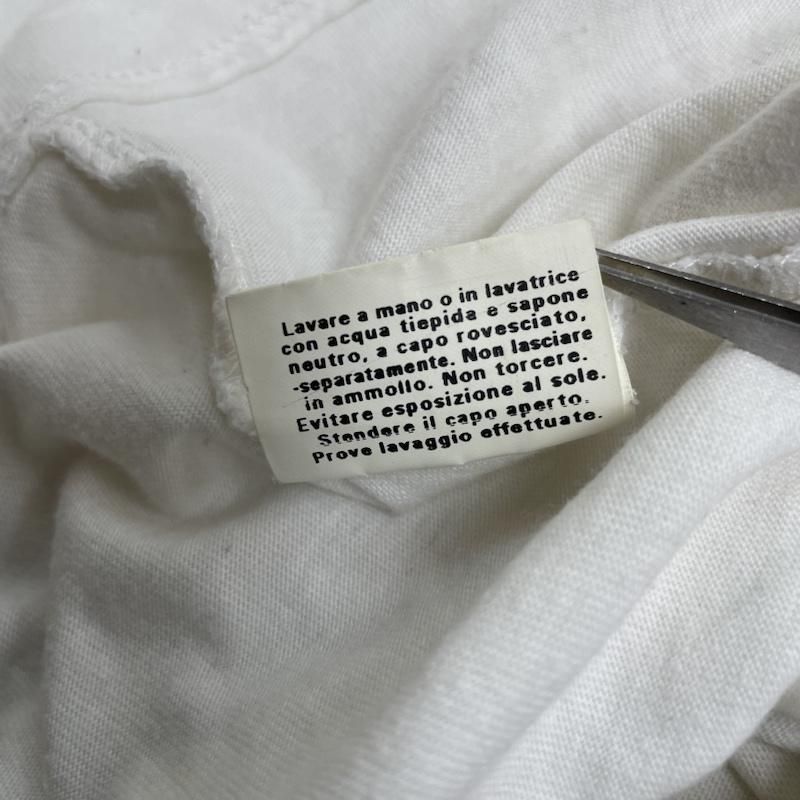 Lavare a mano o in lavatrice
con acqua tiepida e sapone
neutro, a capo rovesciato,
-separatamente. Non lasciare
in ammollo. Non torcere.
Evitare esposizione al sole.
Stendere il capo aperto.
Prove lavaggio effettuate.